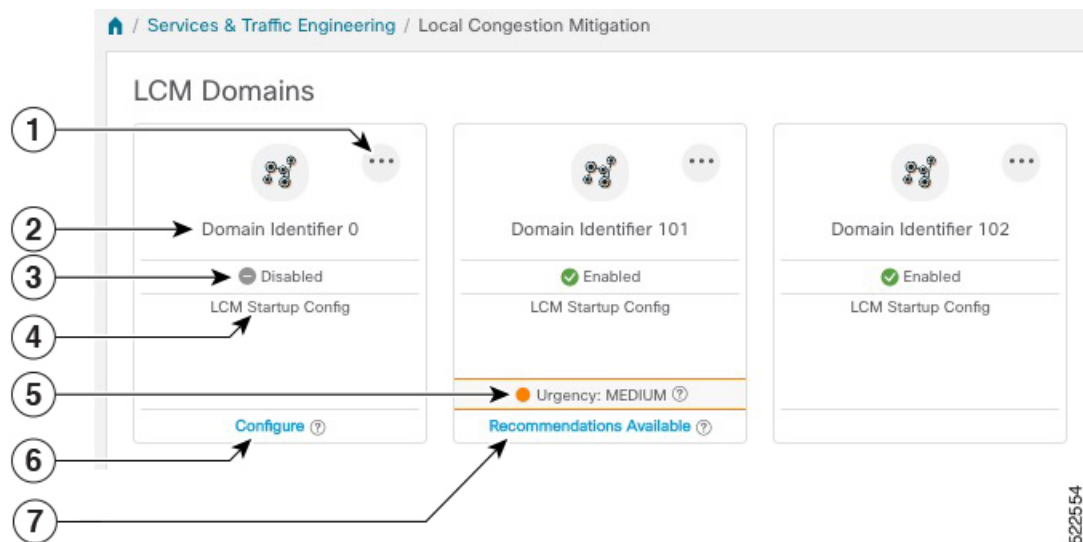 / Services & Traffic Engineering / Local Congestion Mitigation
LCM Domains
1
...
...
...
2
Domain Identifier 0
Domain Identifier 101
Domain Identifier 102
3
Disabled
Enabled
Enabled
4
LCM Startup Config
LCM Startup Config
LCM Startup Config
5
Urgency: MEDIUM ?
6
Configure ?
Recommendations Available ?
7
522554